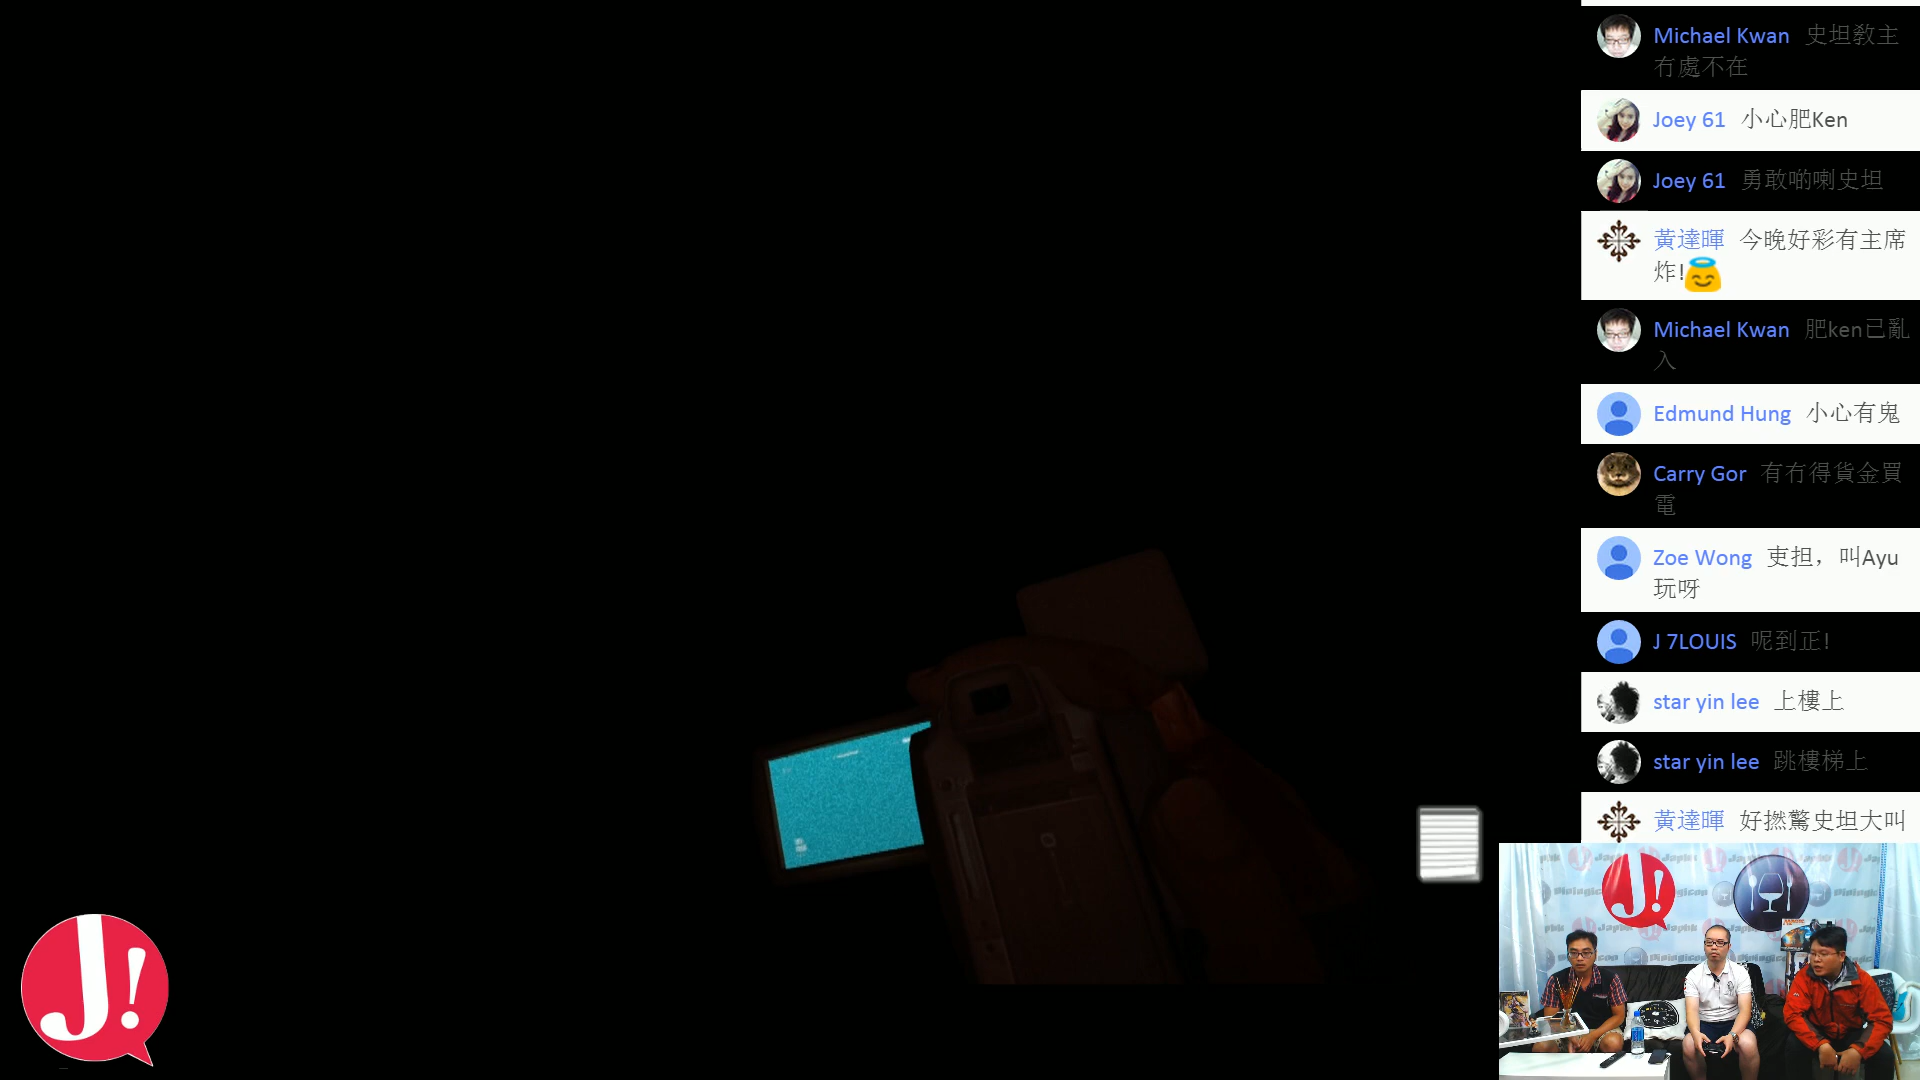 Michael Kwan 史坦教主
冇處不在
Joey 61 小心肥Ken
Joey 61 勇敢啲喇史坦
黃達暉 今晚好彩有主席
炸!
Michael Kwan 肥ken已亂
入
Edmund Hung 小心有鬼
Carry Gor 有冇得貨金買
電
Zoe Wong 吏担，叫Ayu
玩呀
J 7LOUIS 呢到正!
star yin lee 上樓上
star yin lee 跳樓梯上
黃達暉 好撚驚史坦大叫
J!
J!